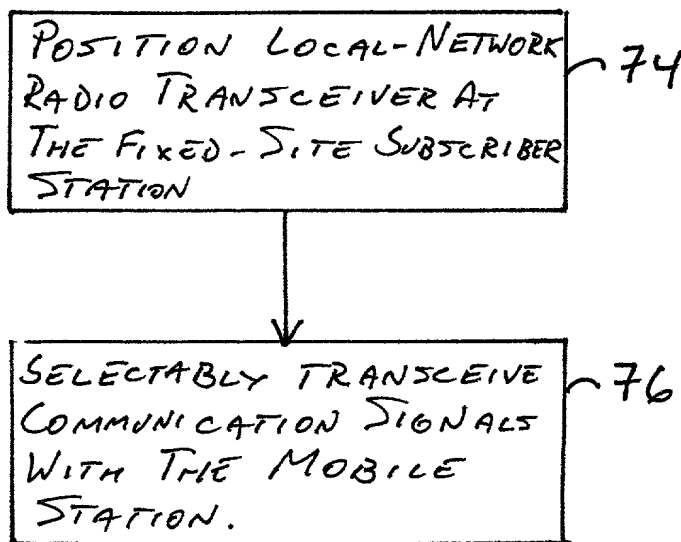 POSITION LOCAL-NETWORK
RADIO TRANSCEIVER AT
THE FIXED-SITE SUBSCRIBER
STATION
74
SELECTABLY TRANSCEIVE
COMMUNICATION SIGNALS
WITH THE MOBILE
STATION.
76